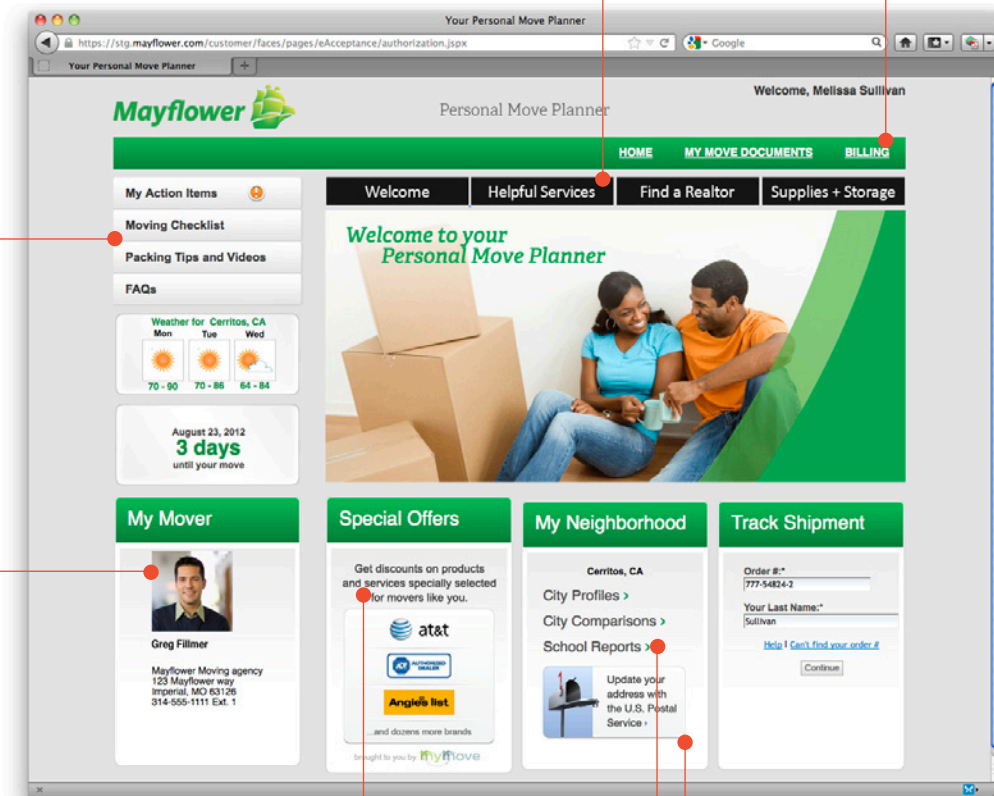 Your Personal Move Planner
https://stg.mayflower.com/customer/faces/pages/eAcceptance/authorization.jspx
Google
Your Personal Move Planner
Mayflower
Personal Move Planner
Welcome, Melissa Sullivan
HOME MY MOVE DOCUMENTS BILLING
My Action Items
Moving Checklist
Packing Tips and Videos
FAQs
Welcome Helpful Services Find a Realtor Supplies + Storage
Welcome to your
Personal Move Planner
Weather for Cerritos, CA
Mon Tue Wed
70 - 90 70 - 86 64 - 84
August 23, 2012
3 days
until your move
My Mover
Greg Fillmer
Mayflower Moving agency
123 Mayflower way
Imperial, MO 63126
314-555-1111 Ext. 1
Special Offers
Get discounts on products
and services specially selected
for movers like you.
at&t
ADT AUTHORIZED
DEALER
Angie's list
...and dozens more brands
brought to you by mymove
My Neighborhood
Cerritos, CA
City Profiles >
City Comparisons >
School Reports >
Update your
address with
the U.S. Postal
Service ›
Track Shipment
Order #:*
777-54824-2
Your Last Name:*
Sullivan
Help | Can't find your order #
Continue